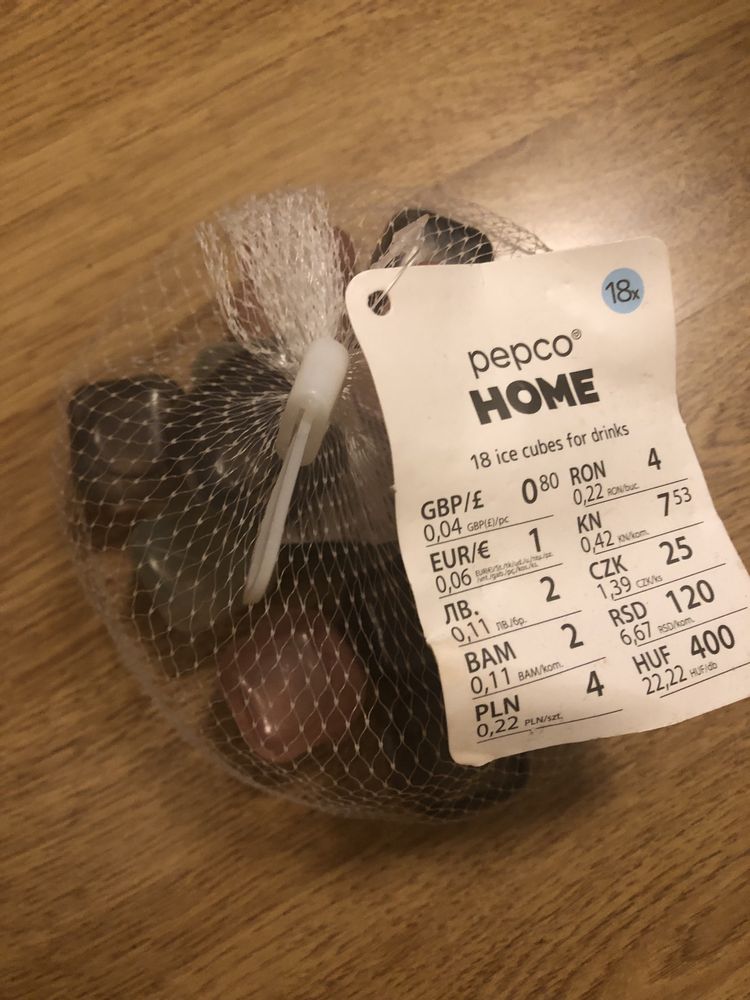 18x
pepco®
HOME
18 ice cubes for drinks
GBP/£ 0 80
0,04 GBP(£)/pc
EUR/€ 1
0,06
ЛВ. 2
0,11 ЛВ./бр.
BAM 2
0,11 BAM/kom.
PLN 4
0,22 PLN/szt.
RON 4
0,22 RON/buc.
KN 7 53
0,42 KN/kom.
CZK 25
1,39 CZK/ks
RSD 120
6,67 RSD/kom.
HUF 400
22,22 HUF/db